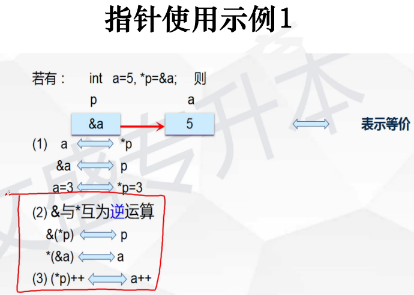 指针使用示例1
若有： int a=5, *p=&a; 则
p a
&a 5 表示等价
(1) a *p
&a p
a=3 *p=3
(2) &与*互为逆运算
&(*p) p
*(&a) a
(3) (*p)++ a++